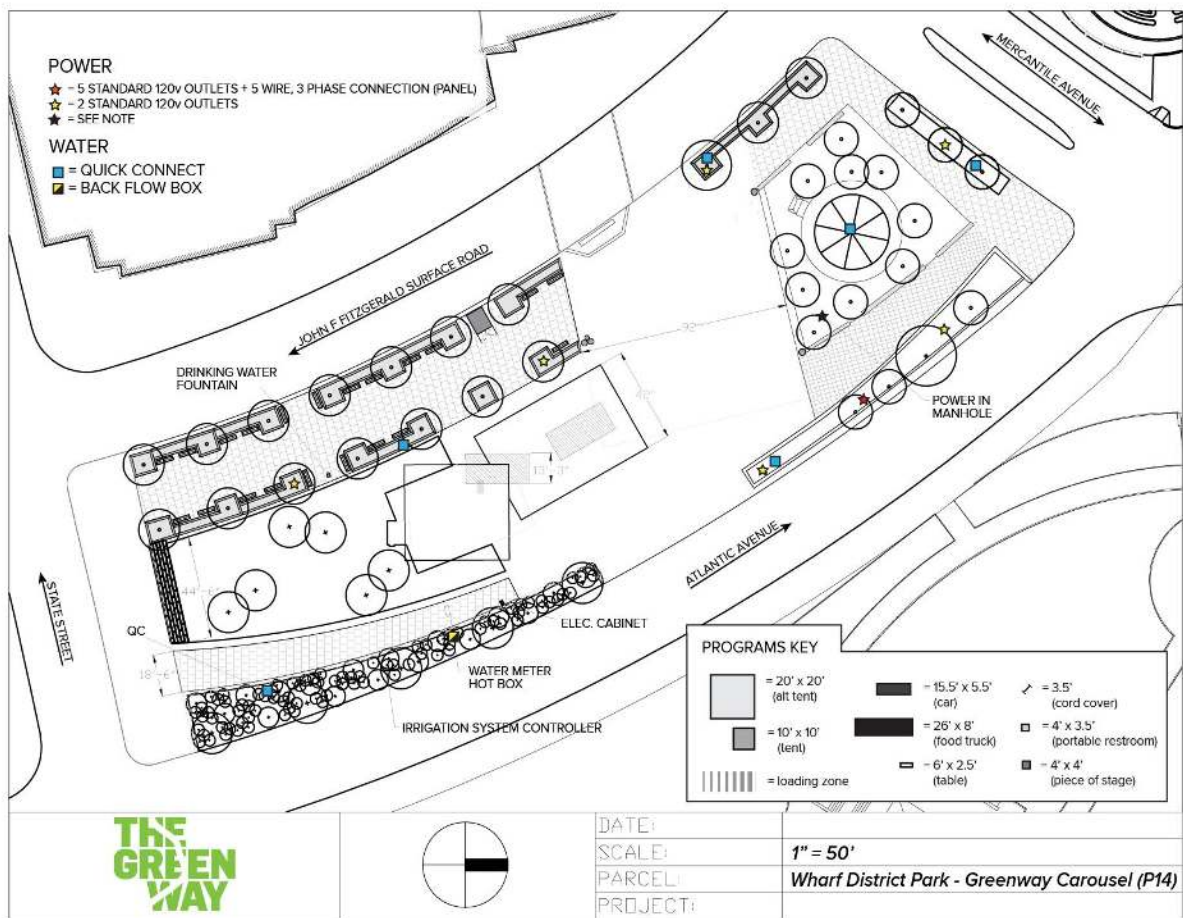 POWER
= 5 STANDARD 120v OUTLETS + 5 WIRE, 3 PHASE CONNECTION (PANEL)
= 2 STANDARD 120v OUTLETS
= SEE NOTE
WATER
= QUICK CONNECT
= BACK FLOW BOX
MERCANTILE AVENUE
JOHN F FITZGERALD SURFACE ROAD
DRINKING WATER
FOUNTAIN
POWER IN
MANHOLE
13'-3"
ATLANTIC AVENUE
STATE STREET
QC
18'-6"
ELEC. CABINET
WATER METER
HOT BOX
IRRIGATION SYSTEM CONTROLLER
PROGRAMS KEY
= 20' x 20'
(alt tent)
= 10' x 10'
(tent)
= loading zone
= 15.5' x 5.5'
(car)
= 26' x 8'
(food truck)
= 6' x 2.5'
(table)
= 3.5'
(cord cover)
= 4' x 3.5'
(portable restroom)
= 4' x 4'
(piece of stage)
THE
GREEN
WAY
DATE:
SCALE: 1" = 50'
PARCEL: Wharf District Park - Greenway Carousel (P14)
PROJECT: